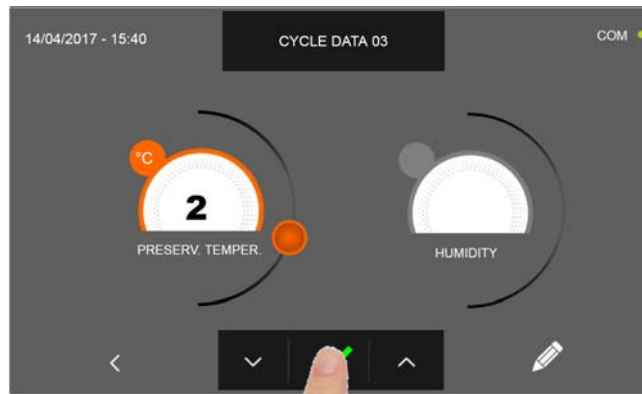 14/04/2017 - 15:40
CYCLE DATA 03
COM
°C
2
PRESERV. TEMPER.
HUMIDITY